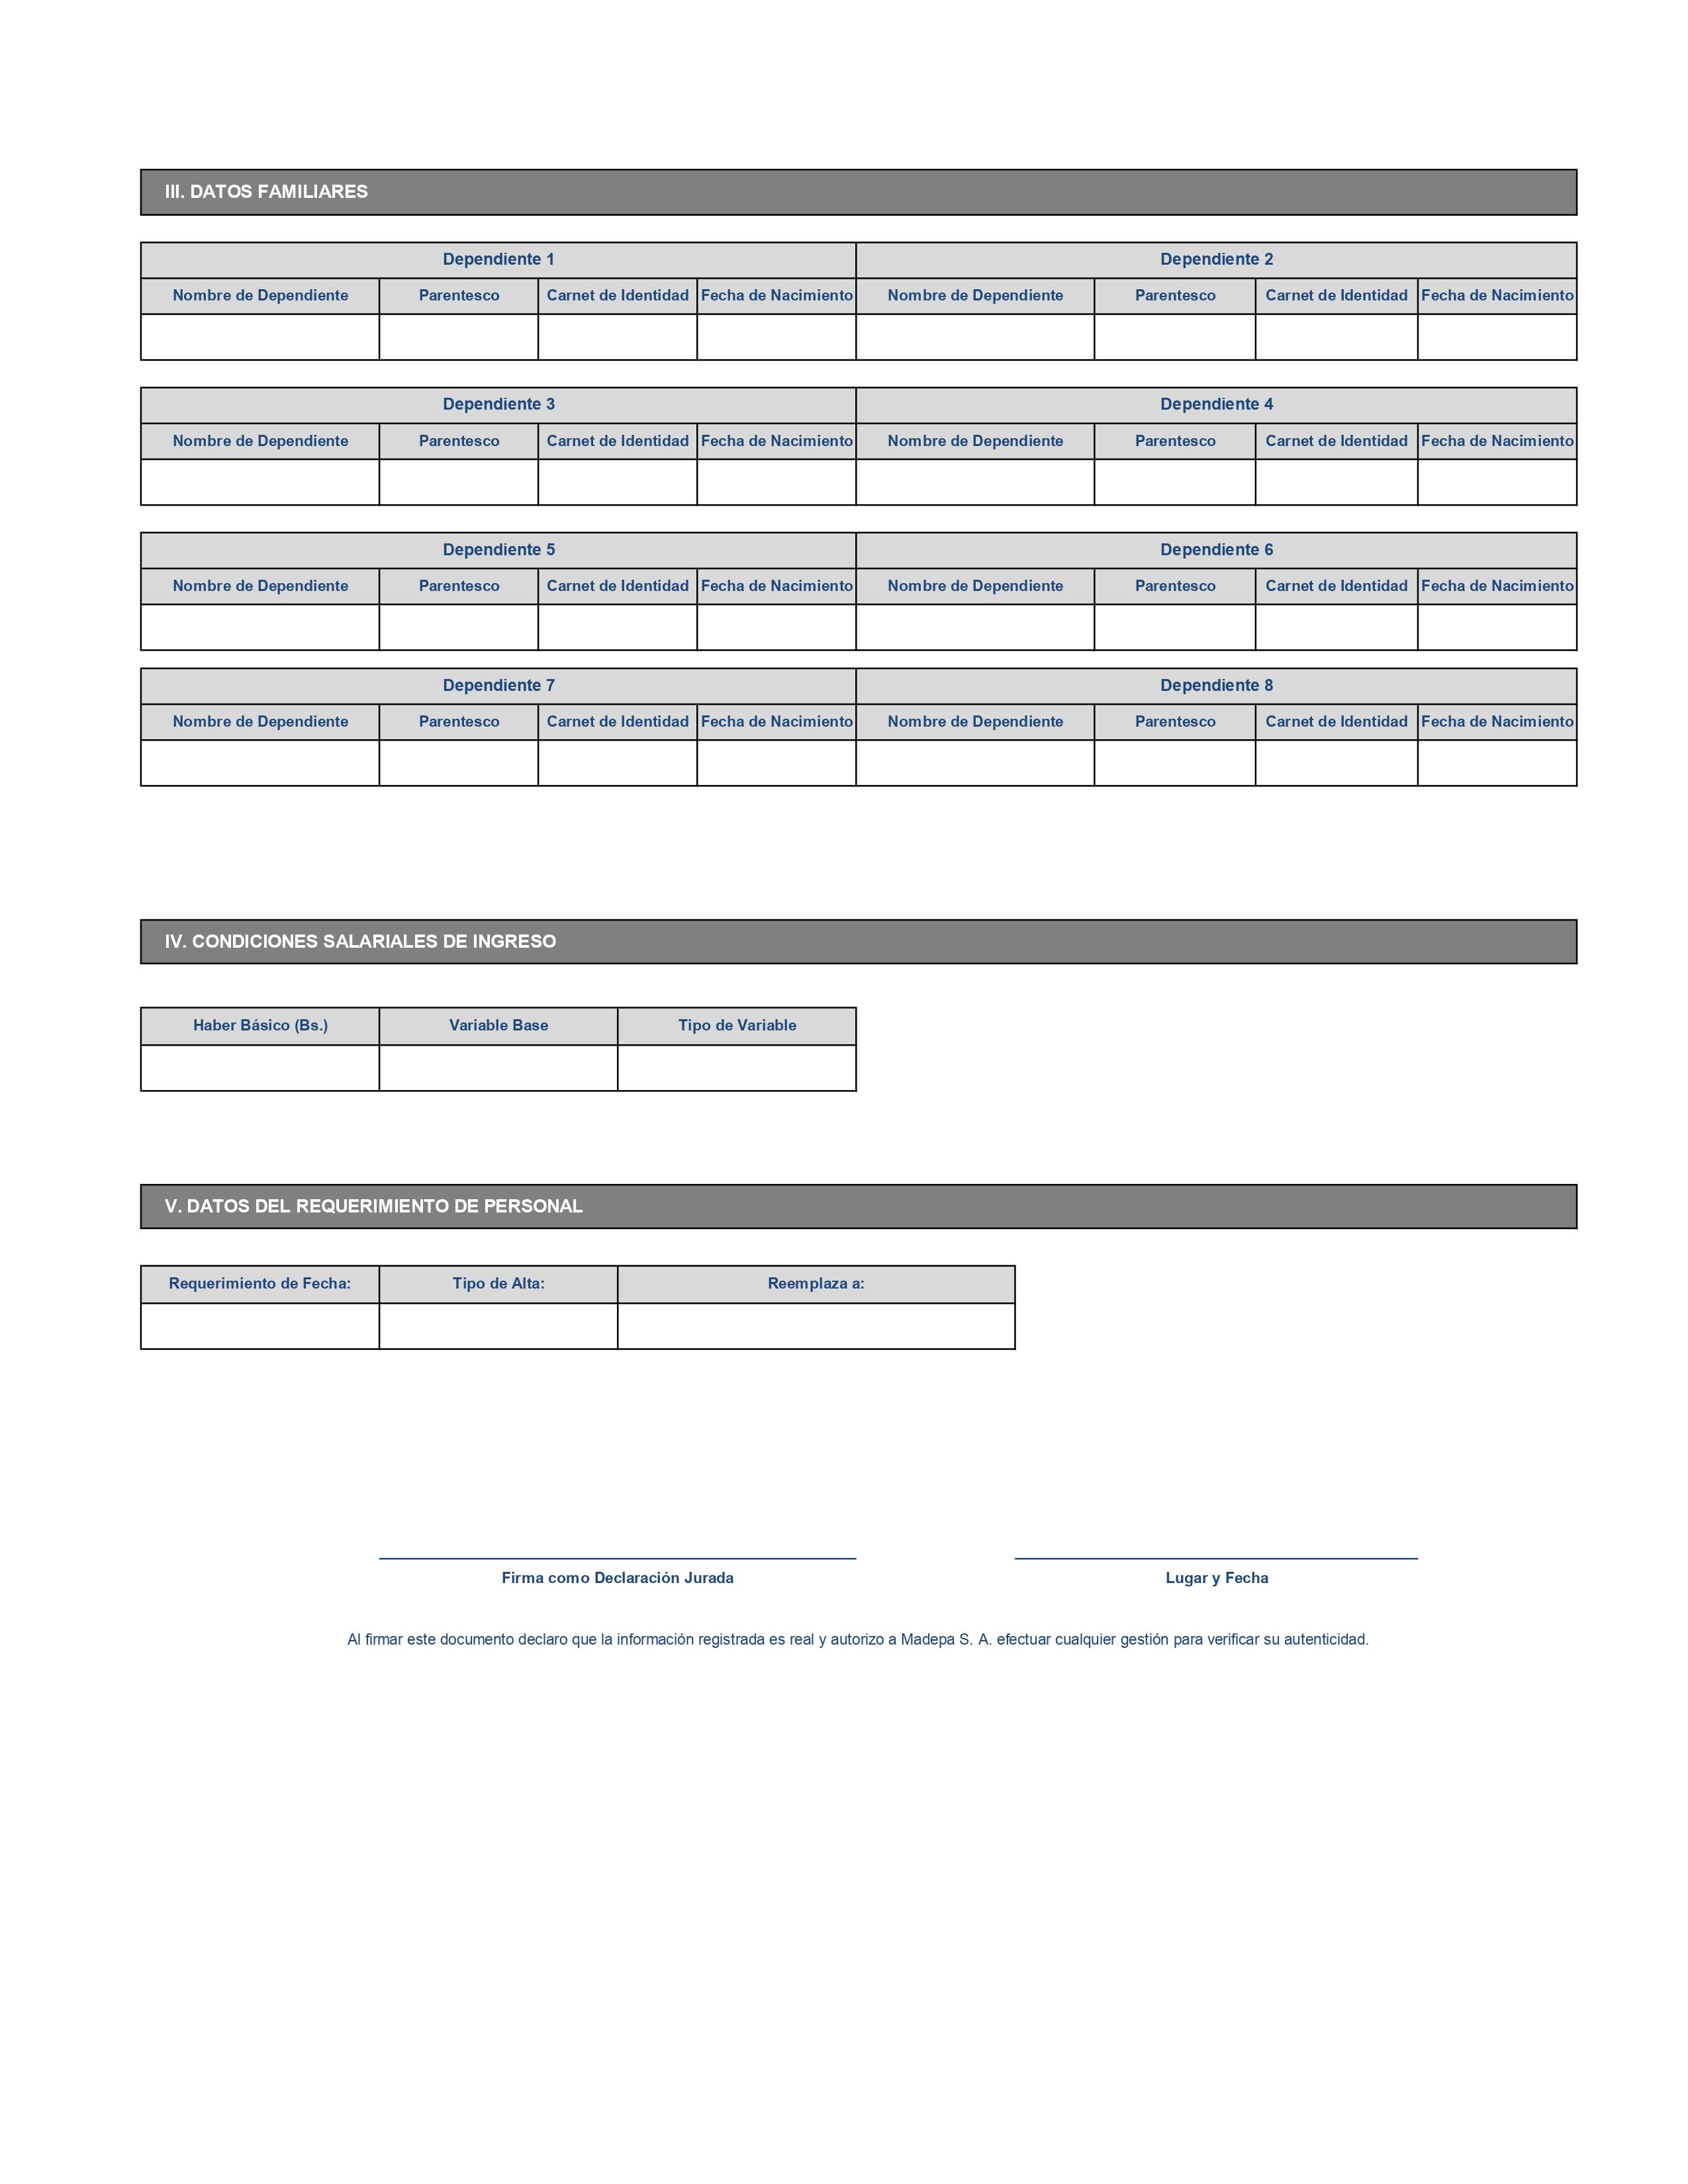 III. DATOS FAMILIARES
Dependiente 1 Dependiente 2
Nombre de Dependiente Parentesco Carnet de Identidad Fecha de Nacimiento Nombre de Dependiente Parentesco Carnet de Identidad Fecha de Nacimiento
Dependiente 3 Dependiente 4
Nombre de Dependiente Parentesco Carnet de Identidad Fecha de Nacimiento Nombre de Dependiente Parentesco Carnet de Identidad Fecha de Nacimiento
Dependiente 5 Dependiente 6
Nombre de Dependiente Parentesco Carnet de Identidad Fecha de Nacimiento Nombre de Dependiente Parentesco Carnet de Identidad Fecha de Nacimiento
Dependiente 7 Dependiente 8
Nombre de Dependiente Parentesco Carnet de Identidad Fecha de Nacimiento Nombre de Dependiente Parentesco Carnet de Identidad Fecha de Nacimiento
IV. CONDICIONES SALARIALES DE INGRESO
Haber Básico (Bs.) Variable Base Tipo de Variable
V. DATOS DEL REQUERIMIENTO DE PERSONAL
Requerimiento de Fecha: Tipo de Alta: Reemplaza a:
Firma como Declaración Jurada Lugar y Fecha
Al firmar este documento declaro que la información registrada es real y autorizo a Madepa S. A. efectuar cualquier gestión para verificar su autenticidad.